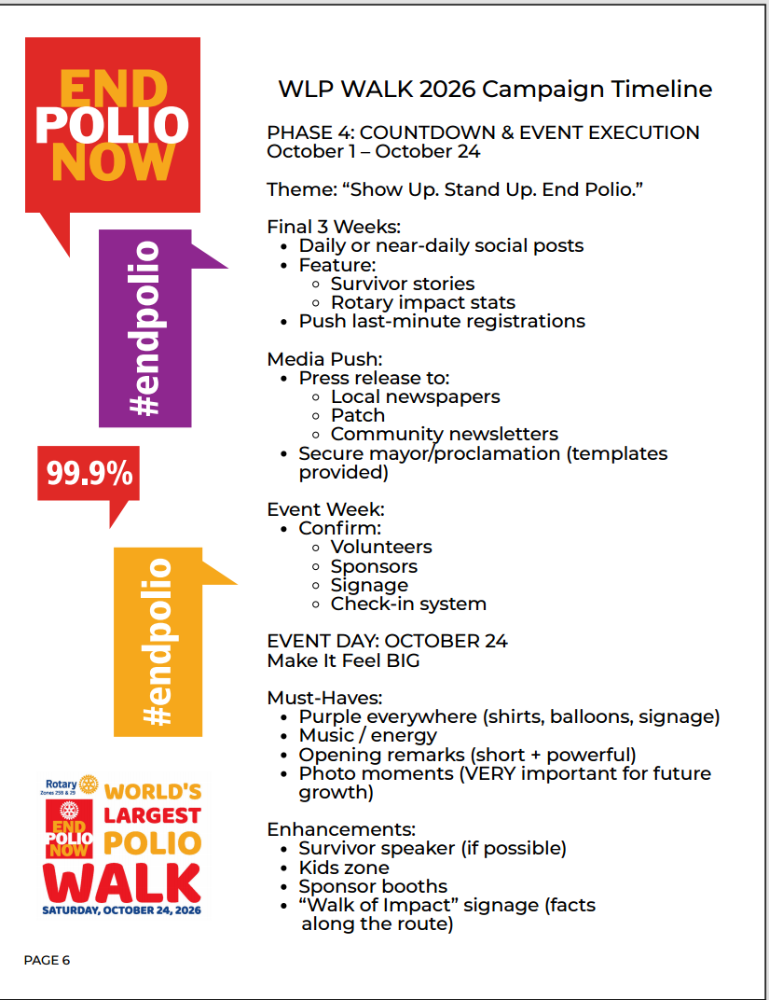 END
POLIO
NOW
#endpolio
99.9%
#endpolio
Rotary
Zones 25B & 29
END
POLIO
NOW
WORLD'S
LARGEST
POLIO
WALK
SATURDAY, OCTOBER 24, 2026
PAGE 6
WLP WALK 2026 Campaign Timeline
PHASE 4: COUNTDOWN & EVENT EXECUTION
October 1 – October 24
Theme: “Show Up. Stand Up. End Polio.”
Final 3 Weeks:
• Daily or near-daily social posts
• Feature:
◦ Survivor stories
◦ Rotary impact stats
• Push last-minute registrations
Media Push:
• Press release to:
◦ Local newspapers
◦ Patch
◦ Community newsletters
• Secure mayor/proclamation (templates
provided)
Event Week:
• Confirm:
◦ Volunteers
◦ Sponsors
◦ Signage
◦ Check-in system
EVENT DAY: OCTOBER 24
Make It Feel BIG
Must-Haves:
• Purple everywhere (shirts, balloons, signage)
• Music / energy
• Opening remarks (short + powerful)
• Photo moments (VERY important for future
growth)
Enhancements:
• Survivor speaker (if possible)
• Kids zone
• Sponsor booths
• “Walk of Impact” signage (facts
along the route)